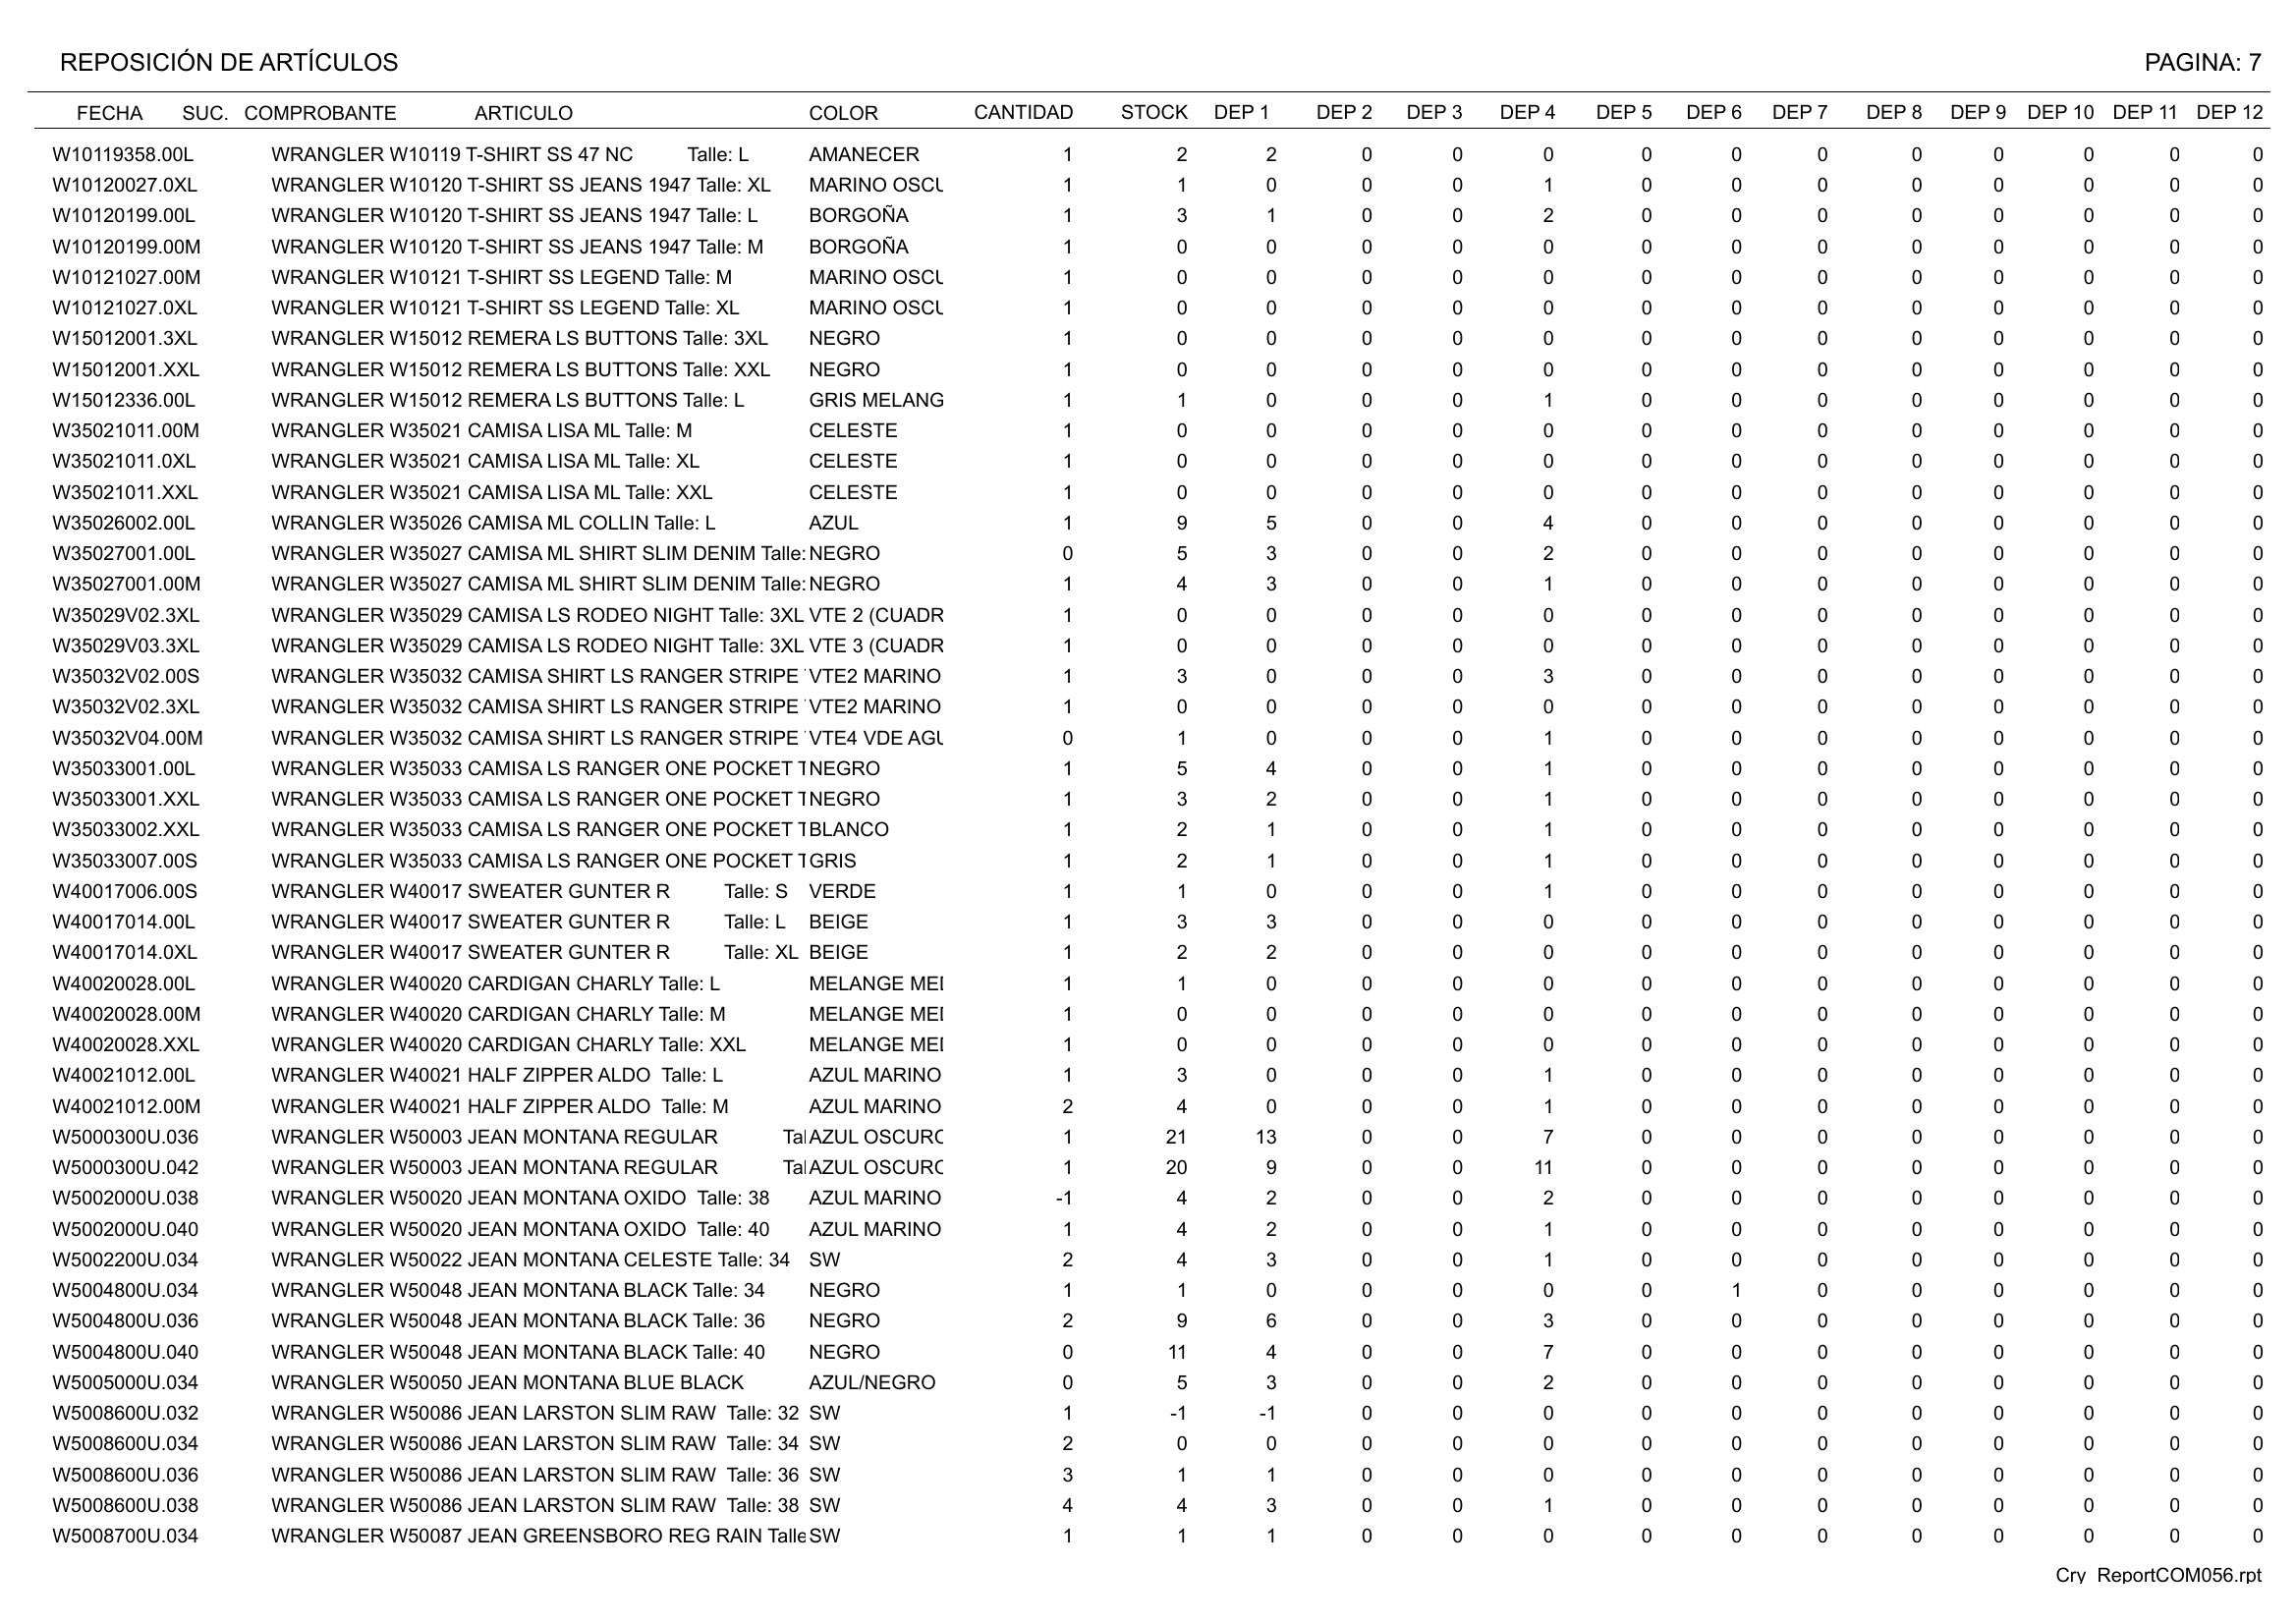 REPOSICIÓN DE ARTÍCULOS PAGINA: 7
FECHA SUC. COMPROBANTE ARTICULO COLOR CANTIDAD STOCK DEP 1 DEP 2 DEP 3 DEP 4 DEP 5 DEP 6 DEP 7 DEP 8 DEP 9 DEP 10 DEP 11 DEP 12
W10119358.00L WRANGLER W10119 T-SHIRT SS 47 NC Talle: L AMANECER 1 2 2 0 0 0 0 0 0 0 0 0 0 0
W10120027.0XL WRANGLER W10120 T-SHIRT SS JEANS 1947 Talle: XL MARINO OSCU 1 1 0 0 0 1 0 0 0 0 0 0 0 0
W10120199.00L WRANGLER W10120 T-SHIRT SS JEANS 1947 Talle: L BORGOÑA 1 3 1 0 0 2 0 0 0 0 0 0 0 0
W10120199.00M WRANGLER W10120 T-SHIRT SS JEANS 1947 Talle: M BORGOÑA 1 0 0 0 0 0 0 0 0 0 0 0 0 0
W10121027.00M WRANGLER W10121 T-SHIRT SS LEGEND Talle: M MARINO OSCU 1 0 0 0 0 0 0 0 0 0 0 0 0 0
W10121027.0XL WRANGLER W10121 T-SHIRT SS LEGEND Talle: XL MARINO OSCU 1 0 0 0 0 0 0 0 0 0 0 0 0 0
W15012001.3XL WRANGLER W15012 REMERA LS BUTTONS Talle: 3XL NEGRO 1 0 0 0 0 0 0 0 0 0 0 0 0 0
W15012001.XXL WRANGLER W15012 REMERA LS BUTTONS Talle: XXL NEGRO 1 0 0 0 0 0 0 0 0 0 0 0 0 0
W15012336.00L WRANGLER W15012 REMERA LS BUTTONS Talle: L GRIS MELANG 1 1 0 0 0 1 0 0 0 0 0 0 0 0
W35021011.00M WRANGLER W35021 CAMISA LISA ML Talle: M CELESTE 1 0 0 0 0 0 0 0 0 0 0 0 0 0
W35021011.0XL WRANGLER W35021 CAMISA LISA ML Talle: XL CELESTE 1 0 0 0 0 0 0 0 0 0 0 0 0 0
W35021011.XXL WRANGLER W35021 CAMISA LISA ML Talle: XXL CELESTE 1 0 0 0 0 0 0 0 0 0 0 0 0 0
W35026002.00L WRANGLER W35026 CAMISA ML COLLIN Talle: L AZUL 1 9 5 0 0 4 0 0 0 0 0 0 0 0
W35027001.00L WRANGLER W35027 CAMISA ML SHIRT SLIM DENIM Talle: NEGRO 0 5 3 0 0 2 0 0 0 0 0 0 0 0
W35027001.00M WRANGLER W35027 CAMISA ML SHIRT SLIM DENIM Talle: NEGRO 1 4 3 0 0 1 0 0 0 0 0 0 0 0
W35029V02.3XL WRANGLER W35029 CAMISA LS RODEO NIGHT Talle: 3XL VTE 2 (CUADR 1 0 0 0 0 0 0 0 0 0 0 0 0 0
W35029V03.3XL WRANGLER W35029 CAMISA LS RODEO NIGHT Talle: 3XL VTE 3 (CUADR 1 0 0 0 0 0 0 0 0 0 0 0 0 0
W35032V02.00S WRANGLER W35032 CAMISA SHIRT LS RANGER STRIPE VTE2 MARINO 1 3 0 0 0 3 0 0 0 0 0 0 0 0
W35032V02.3XL WRANGLER W35032 CAMISA SHIRT LS RANGER STRIPE VTE2 MARINO 1 0 0 0 0 0 0 0 0 0 0 0 0 0
W35032V04.00M WRANGLER W35032 CAMISA SHIRT LS RANGER STRIPE VTE4 VDE AGU 0 1 0 0 0 1 0 0 0 0 0 0 0 0
W35033001.00L WRANGLER W35033 CAMISA LS RANGER ONE POCKET T NEGRO 1 5 4 0 0 1 0 0 0 0 0 0 0 0
W35033001.XXL WRANGLER W35033 CAMISA LS RANGER ONE POCKET T NEGRO 1 3 2 0 0 1 0 0 0 0 0 0 0 0
W35033002.XXL WRANGLER W35033 CAMISA LS RANGER ONE POCKET T BLANCO 1 2 1 0 0 1 0 0 0 0 0 0 0 0
W35033007.00S WRANGLER W35033 CAMISA LS RANGER ONE POCKET T GRIS 1 2 1 0 0 1 0 0 0 0 0 0 0 0
W40017006.00S WRANGLER W40017 SWEATER GUNTER R Talle: S VERDE 1 1 0 0 0 1 0 0 0 0 0 0 0 0
W40017014.00L WRANGLER W40017 SWEATER GUNTER R Talle: L BEIGE 1 3 3 0 0 0 0 0 0 0 0 0 0 0
W40017014.0XL WRANGLER W40017 SWEATER GUNTER R Talle: XL BEIGE 1 2 2 0 0 0 0 0 0 0 0 0 0 0
W40020028.00L WRANGLER W40020 CARDIGAN CHARLY Talle: L MELANGE MED 1 1 0 0 0 0 0 0 0 0 0 0 0 0
W40020028.00M WRANGLER W40020 CARDIGAN CHARLY Talle: M MELANGE MED 1 0 0 0 0 0 0 0 0 0 0 0 0 0
W40020028.XXL WRANGLER W40020 CARDIGAN CHARLY Talle: XXL MELANGE MED 1 0 0 0 0 0 0 0 0 0 0 0 0 0
W40021012.00L WRANGLER W40021 HALF ZIPPER ALDO Talle: L AZUL MARINO 1 3 0 0 0 1 0 0 0 0 0 0 0 0
W40021012.00M WRANGLER W40021 HALF ZIPPER ALDO Talle: M AZUL MARINO 2 4 0 0 0 1 0 0 0 0 0 0 0 0
W5000300U.036 WRANGLER W50003 JEAN MONTANA REGULAR Tal AZUL OSCURO 1 21 13 0 0 7 0 0 0 0 0 0 0 0
W5000300U.042 WRANGLER W50003 JEAN MONTANA REGULAR Tal AZUL OSCURO 1 20 9 0 0 11 0 0 0 0 0 0 0 0
W5002000U.038 WRANGLER W50020 JEAN MONTANA OXIDO Talle: 38 AZUL MARINO -1 4 2 0 0 2 0 0 0 0 0 0 0 0
W5002000U.040 WRANGLER W50020 JEAN MONTANA OXIDO Talle: 40 AZUL MARINO 1 4 2 0 0 1 0 0 0 0 0 0 0 0
W5002200U.034 WRANGLER W50022 JEAN MONTANA CELESTE Talle: 34 SW 2 4 3 0 0 1 0 0 0 0 0 0 0 0
W5004800U.034 WRANGLER W50048 JEAN MONTANA BLACK Talle: 34 NEGRO 1 1 0 0 0 0 0 1 0 0 0 0 0 0
W5004800U.036 WRANGLER W50048 JEAN MONTANA BLACK Talle: 36 NEGRO 2 9 6 0 0 3 0 0 0 0 0 0 0 0
W5004800U.040 WRANGLER W50048 JEAN MONTANA BLACK Talle: 40 NEGRO 0 11 4 0 0 7 0 0 0 0 0 0 0 0
W5005000U.034 WRANGLER W50050 JEAN MONTANA BLUE BLACK AZUL/NEGRO 0 5 3 0 0 2 0 0 0 0 0 0 0 0
W5008600U.032 WRANGLER W50086 JEAN LARSTON SLIM RAW Talle: 32 SW 1 -1 -1 0 0 0 0 0 0 0 0 0 0 0
W5008600U.034 WRANGLER W50086 JEAN LARSTON SLIM RAW Talle: 34 SW 2 0 0 0 0 0 0 0 0 0 0 0 0 0
W5008600U.036 WRANGLER W50086 JEAN LARSTON SLIM RAW Talle: 36 SW 3 1 1 0 0 0 0 0 0 0 0 0 0 0
W5008600U.038 WRANGLER W50086 JEAN LARSTON SLIM RAW Talle: 38 SW 4 4 3 0 0 1 0 0 0 0 0 0 0 0
W5008700U.034 WRANGLER W50087 JEAN GREENSBORO REG RAIN Talle SW 1 1 1 0 0 0 0 0 0 0 0 0 0 0
Cry_ReportCOM056.rpt